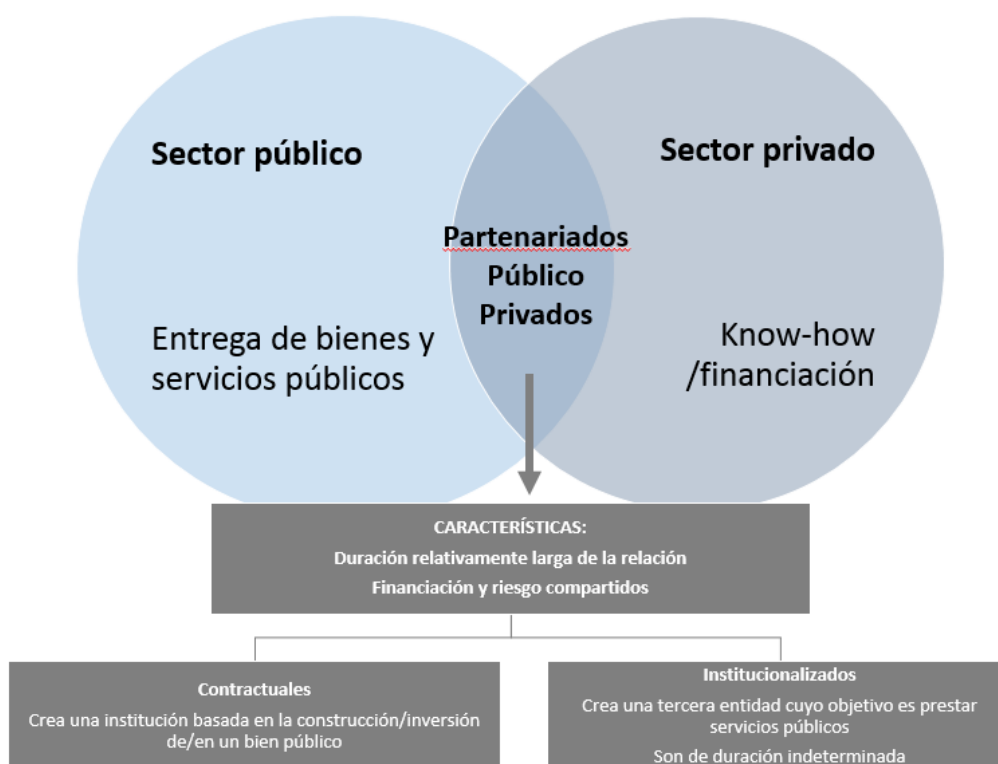 Sector público
Sector privado
Partenariados
Público
Privados
Entrega de bienes y
servicios públicos
Know-how
/financiación
CARACTERÍSTICAS:
Duración relativamente larga de la relación
Financiación y riesgo compartidos
Contractuales
Crea una institución basada en la construcción/inversión
de/en un bien público
Institucionalizados
Crea una tercera entidad cuyo objetivo es prestar
servicios públicos
Son de duración indeterminada